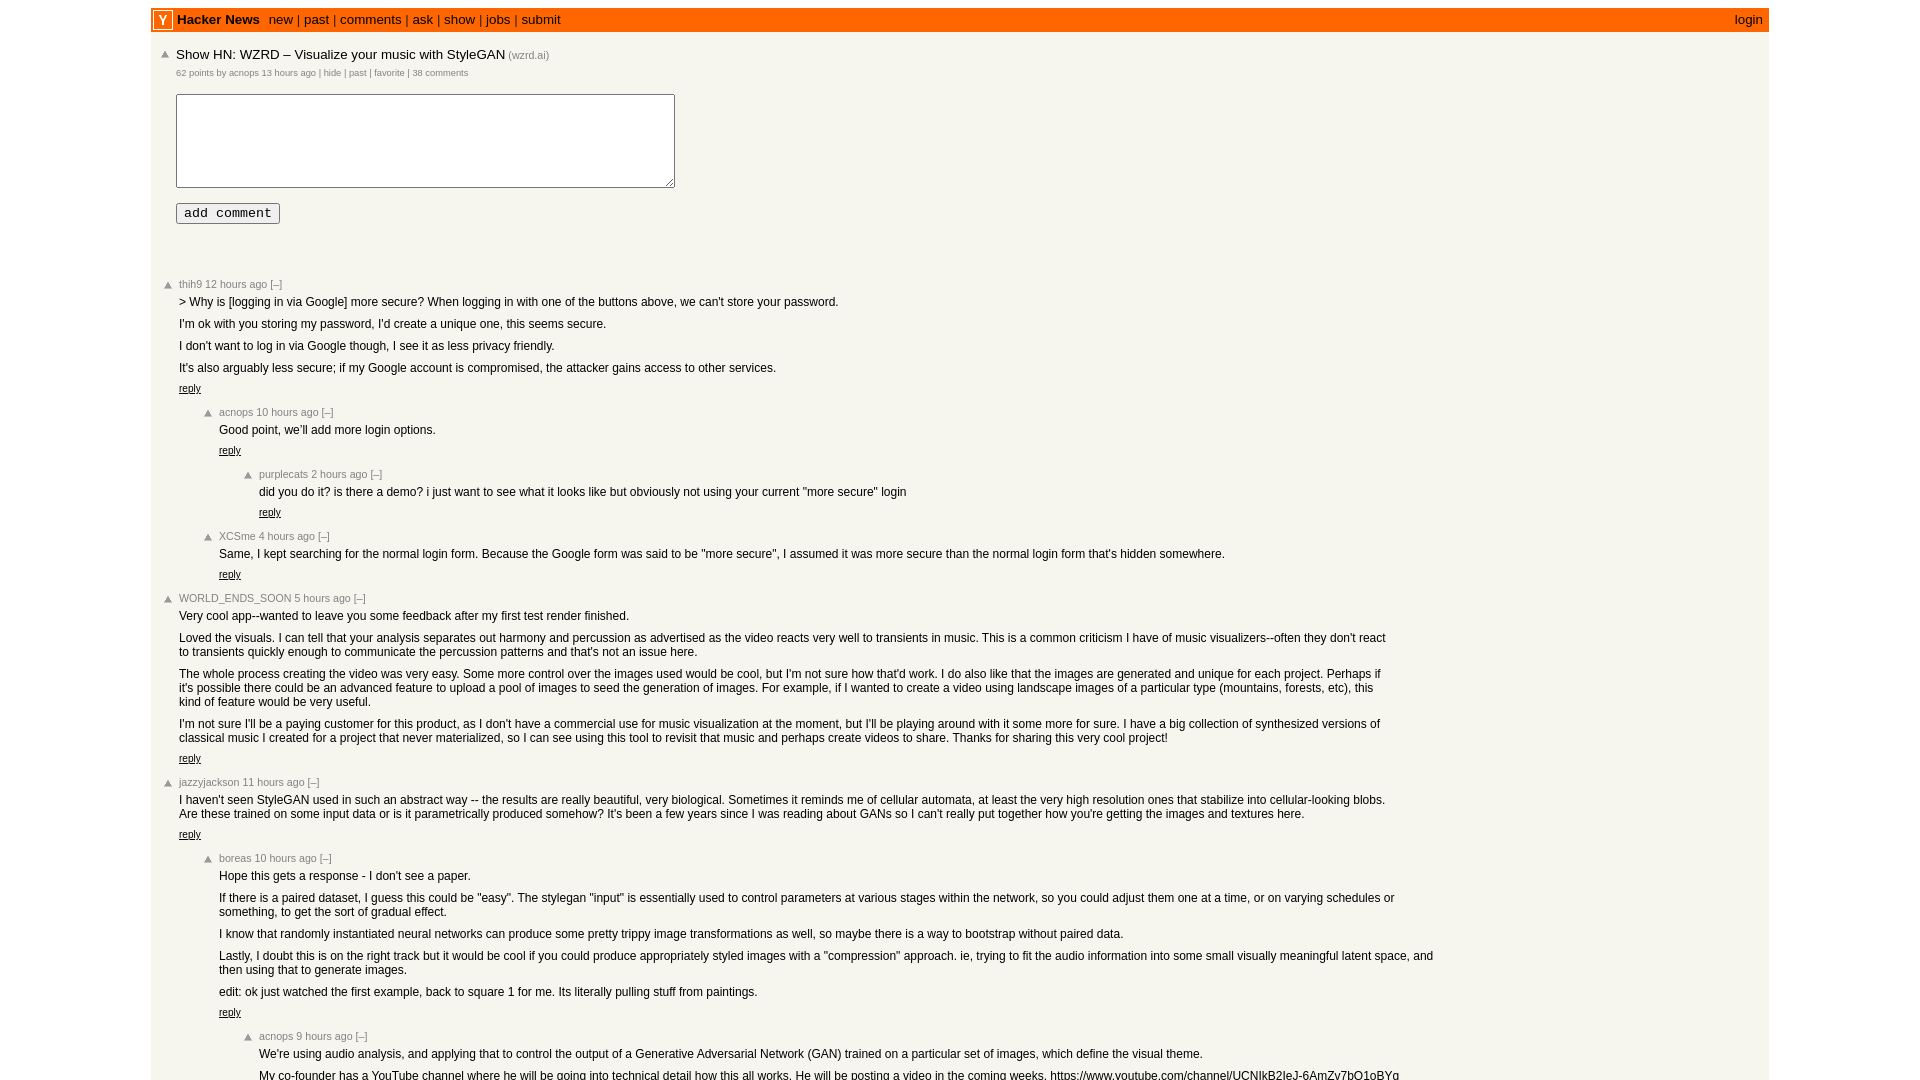 Y Hacker News new | past | comments | ask | show | jobs | submit login
Show HN: WZRD – Visualize your music with StyleGAN (wzrd.ai)
62 points by acnops 13 hours ago | hide | past | favorite | 38 comments
add comment
thih9 12 hours ago [–]
> Why is [logging in via Google] more secure? When logging in with one of the buttons above, we can't store your password.
I'm ok with you storing my password, I'd create a unique one, this seems secure.
I don't want to log in via Google though, I see it as less privacy friendly.
It's also arguably less secure; if my Google account is compromised, the attacker gains access to other services.
reply
acnops 10 hours ago [–]
Good point, we’ll add more login options.
reply
purplecats 2 hours ago [–]
did you do it? is there a demo? i just want to see what it looks like but obviously not using your current "more secure" login
reply
XCSme 4 hours ago [–]
Same, I kept searching for the normal login form. Because the Google form was said to be "more secure", I assumed it was more secure than the normal login form that's hidden somewhere.
reply
WORLD_ENDS_SOON 5 hours ago [–]
Very cool app--wanted to leave you some feedback after my first test render finished.
Loved the visuals. I can tell that your analysis separates out harmony and percussion as advertised as the video reacts very well to transients in music. This is a common criticism I have of music visualizers--often they don't react
to transients quickly enough to communicate the percussion patterns and that's not an issue here.
The whole process creating the video was very easy. Some more control over the images used would be cool, but I'm not sure how that'd work. I do also like that the images are generated and unique for each project. Perhaps if
it's possible there could be an advanced feature to upload a pool of images to seed the generation of images. For example, if I wanted to create a video using landscape images of a particular type (mountains, forests, etc), this
kind of feature would be very useful.
I'm not sure I'll be a paying customer for this product, as I don't have a commercial use for music visualization at the moment, but I'll be playing around with it some more for sure. I have a big collection of synthesized versions of
classical music I created for a project that never materialized, so I can see using this tool to revisit that music and perhaps create videos to share. Thanks for sharing this very cool project!
reply
jazzyjackson 11 hours ago [–]
I haven't seen StyleGAN used in such an abstract way -- the results are really beautiful, very biological. Sometimes it reminds me of cellular automata, at least the very high resolution ones that stabilize into cellular-looking blobs.
Are these trained on some input data or is it parametrically produced somehow? It's been a few years since I was reading about GANs so I can't really put together how you're getting the images and textures here.
reply
boreas 10 hours ago [–]
Hope this gets a response - I don't see a paper.
If there is a paired dataset, I guess this could be "easy". The stylegan "input" is essentially used to control parameters at various stages within the network, so you could adjust them one at a time, or on varying schedules or
something, to get the sort of gradual effect.
I know that randomly instantiated neural networks can produce some pretty trippy image transformations as well, so maybe there is a way to bootstrap without paired data.
Lastly, I doubt this is on the right track but it would be cool if you could produce appropriately styled images with a "compression" approach. ie, trying to fit the audio information into some small visually meaningful latent space, and
then using that to generate images.
edit: ok just watched the first example, back to square 1 for me. Its literally pulling stuff from paintings.
reply
acnops 9 hours ago [–]
We're using audio analysis, and applying that to control the output of a Generative Adversarial Network (GAN) trained on a particular set of images, which define the visual theme.
My co-founder has a YouTube channel where he will be going into technical detail how this all works. He will be posting a video in the coming weeks. https://www.youtube.com/channel/UCNIkB2IeJ-6AmZv7bQ1oBYg